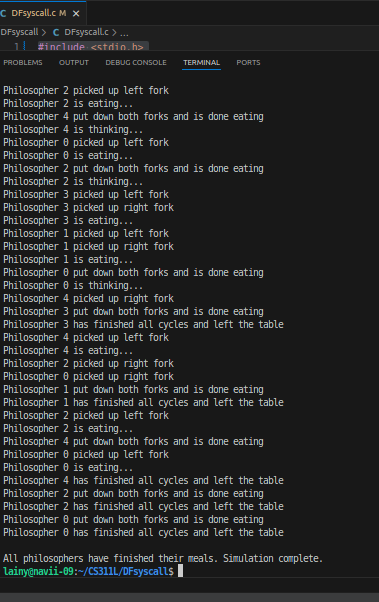 C DFsyscall.c M ×
DFsyscall > C DFsyscall.c > ...
1 #include <stdio.h>
PROBLEMS OUTPUT DEBUG CONSOLE TERMINAL PORTS
Philosopher 2 picked up left fork
Philosopher 2 is eating...
Philosopher 4 put down both forks and is done eating
Philosopher 4 is thinking...
Philosopher 0 picked up left fork
Philosopher 0 is eating...
Philosopher 2 put down both forks and is done eating
Philosopher 2 is thinking...
Philosopher 3 picked up left fork
Philosopher 3 picked up right fork
Philosopher 3 is eating...
Philosopher 1 picked up left fork
Philosopher 1 picked up right fork
Philosopher 1 is eating...
Philosopher 0 put down both forks and is done eating
Philosopher 0 is thinking...
Philosopher 4 picked up right fork
Philosopher 3 put down both forks and is done eating
Philosopher 3 has finished all cycles and left the table
Philosopher 4 picked up left fork
Philosopher 4 is eating...
Philosopher 2 picked up right fork
Philosopher 0 picked up right fork
Philosopher 1 put down both forks and is done eating
Philosopher 1 has finished all cycles and left the table
Philosopher 2 picked up left fork
Philosopher 2 is eating...
Philosopher 4 put down both forks and is done eating
Philosopher 0 picked up left fork
Philosopher 0 is eating...
Philosopher 4 has finished all cycles and left the table
Philosopher 2 put down both forks and is done eating
Philosopher 2 has finished all cycles and left the table
Philosopher 0 put down both forks and is done eating
Philosopher 0 has finished all cycles and left the table
All philosophers have finished their meals. Simulation complete.
lainy@navii-09:~/CS311L/DFsyscall$